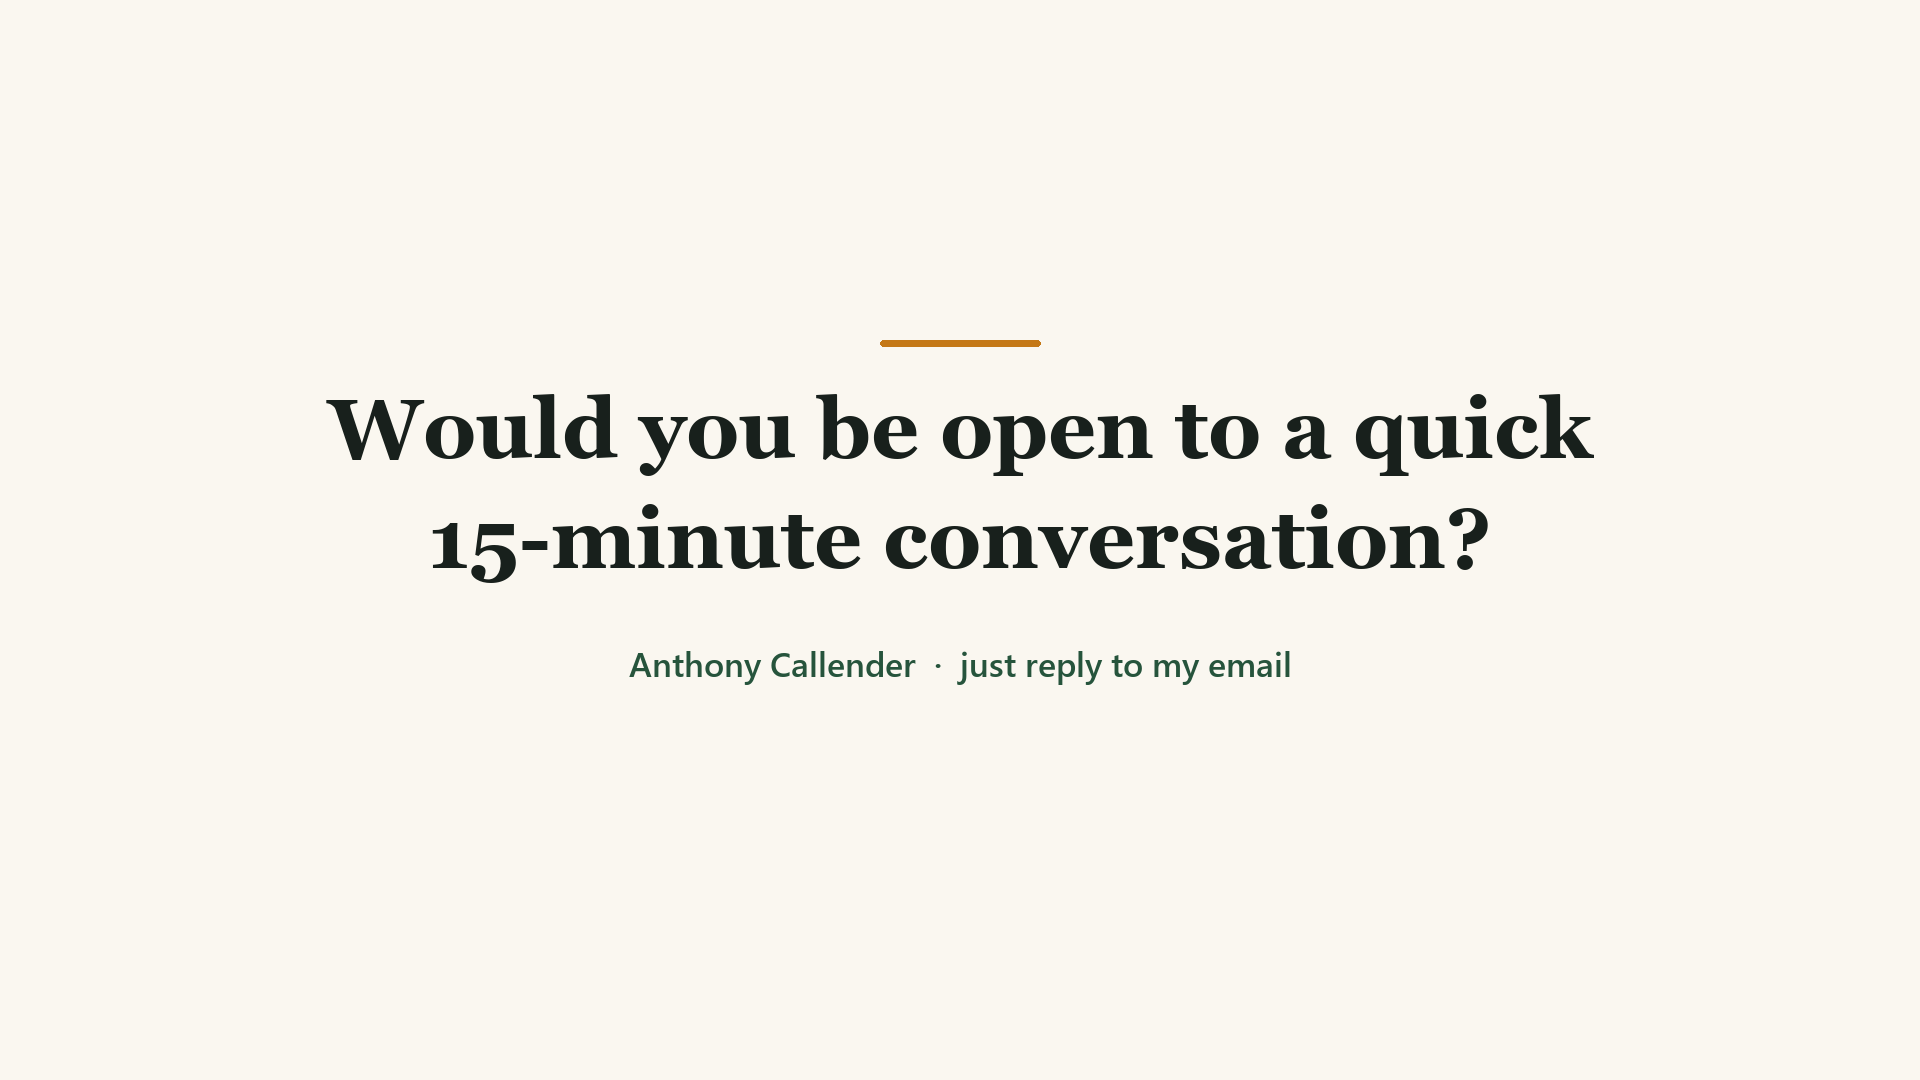 Would you be open to a quick
15-minute conversation?
Anthony Callender · just reply to my email